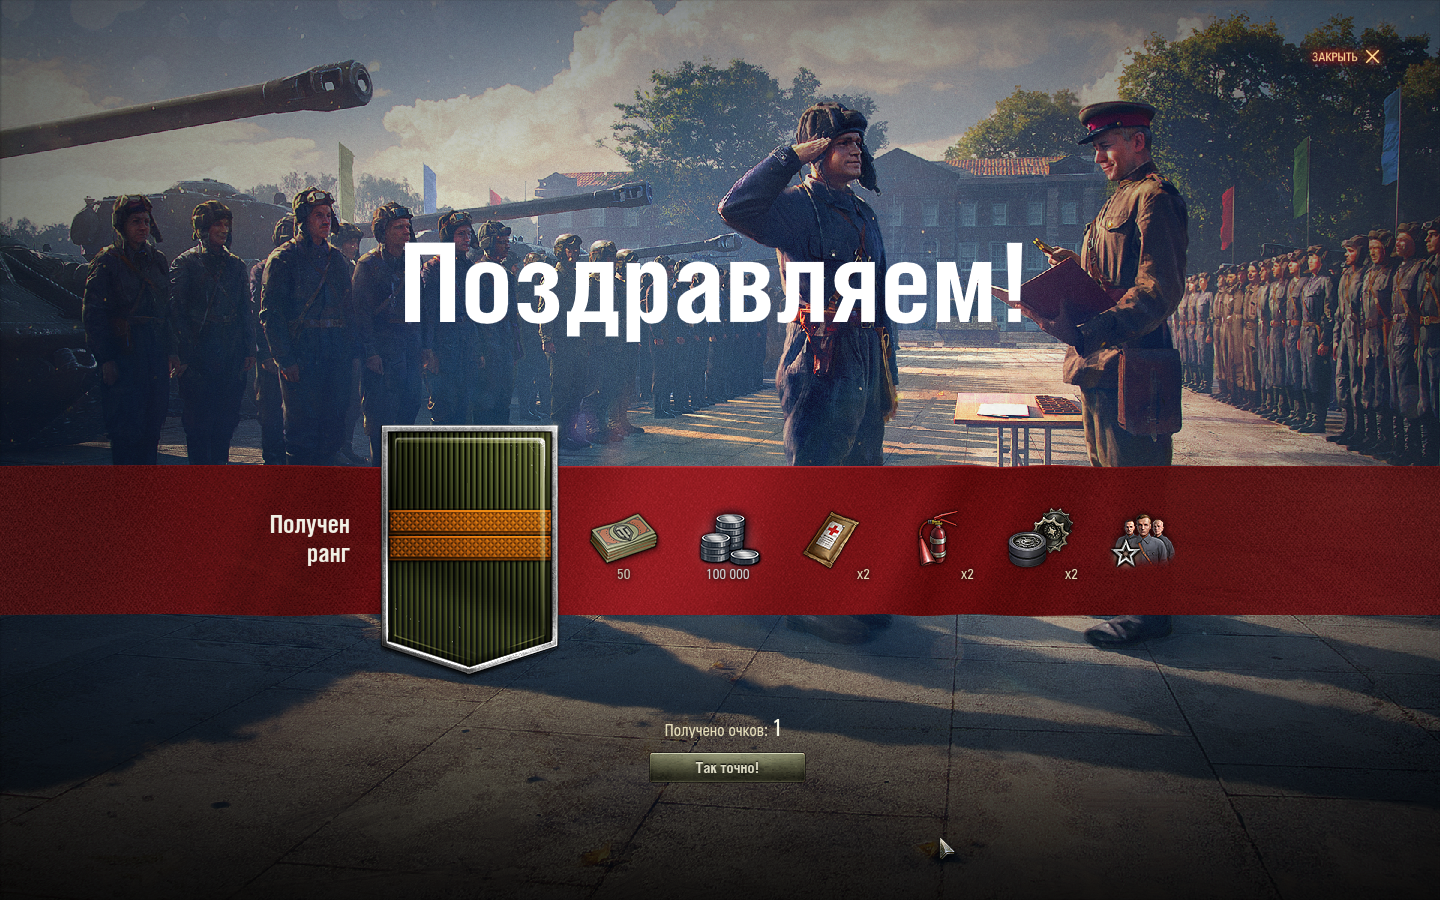 ЗАКРЫТЬ
Поздравляем!
Получен
ранг
50
100 000
x2
x2
x2
Получено очков: 1
Так точно!